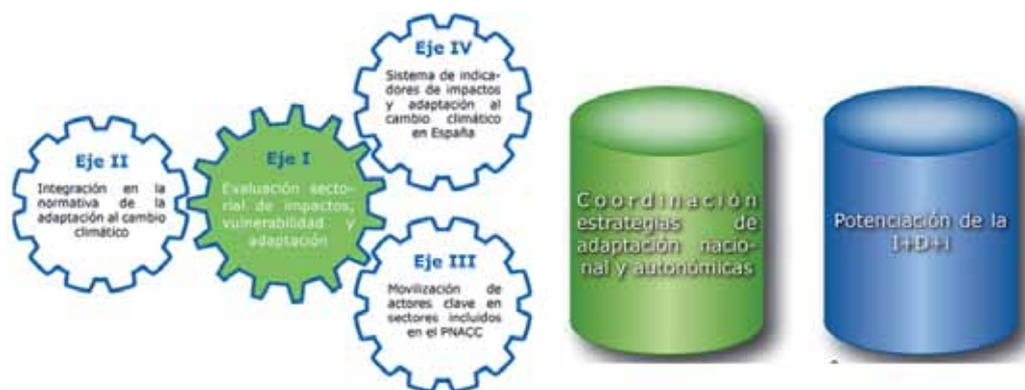 Eje IV
Sistema de indica-
dores de impactos
y adaptación al
cambio climático
en España
Eje II
Integración en la
normativa de la
adaptación al cambio
climático
Eje I
Evaluación secto-
rial de impactos,
vulnerabilidad y
adaptación
Eje III
Movilización de
actores clave en
sectores incluidos
en el PNACC
Coordinación
estrategias de
adaptación nacio-
nal y autonómicas
Potenciación de la
I+D+i